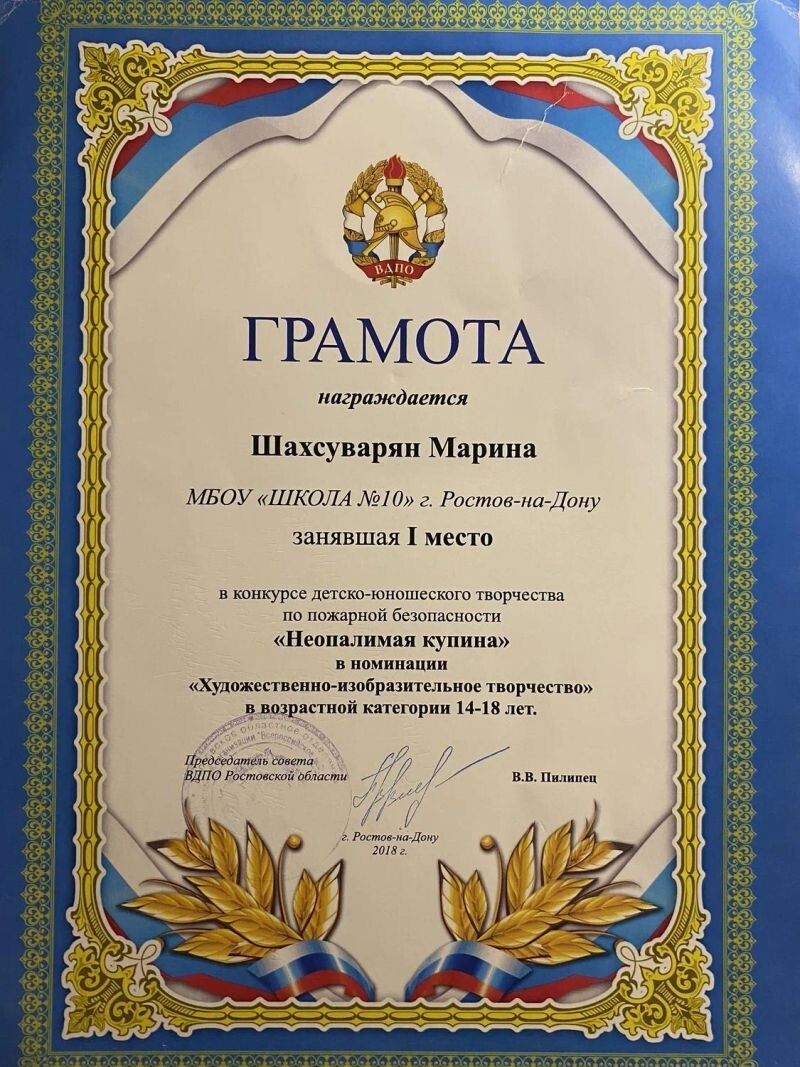 ВДПО
ГРАМОТА
награждается
Шахсуварян Марина
МБОУ «ШКОЛА №10» г. Ростов-на-Дону
занявшая I место
в конкурсе детско-юношеского творчества
по пожарной безопасности
«Неопалимая купина»
в номинации
«Художественно-изобразительное творчество»
в возрастной категории 14-18 лет.
Председатель совета
ВДПО Ростовской области
В.В. Пилипец
г. Ростов-на-Дону
2018 г.